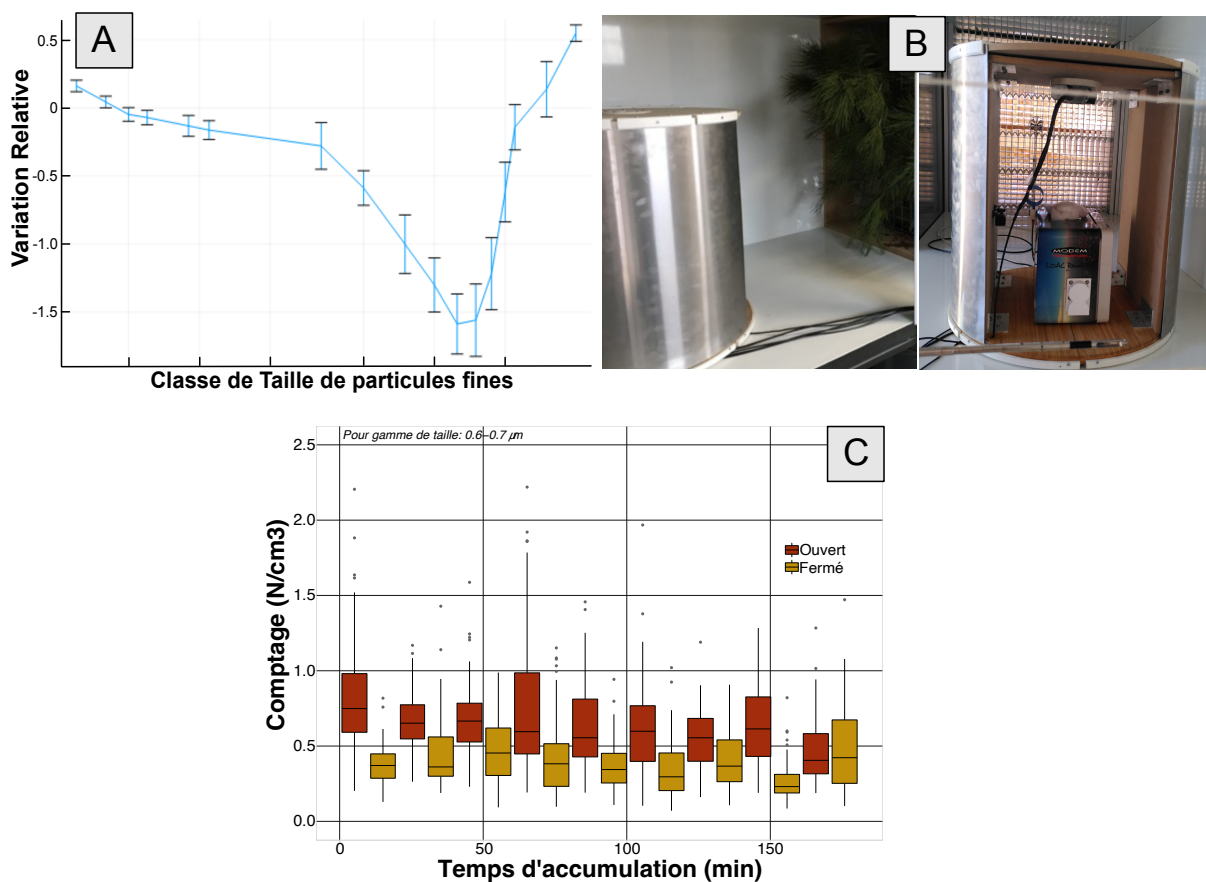 A
Variation Relative
0.5
0
-0.5
-1.0
-1.5
Classe de Taille de particules fines
B
MODEM
C
Pour gamme de taille: 0.6–0.7 µm
Comptage (N/cm3)
2.5
2.0
1.5
1.0
0.5
0.0
Ouvert
Fermé
0 50 100 150
Temps d'accumulation (min)